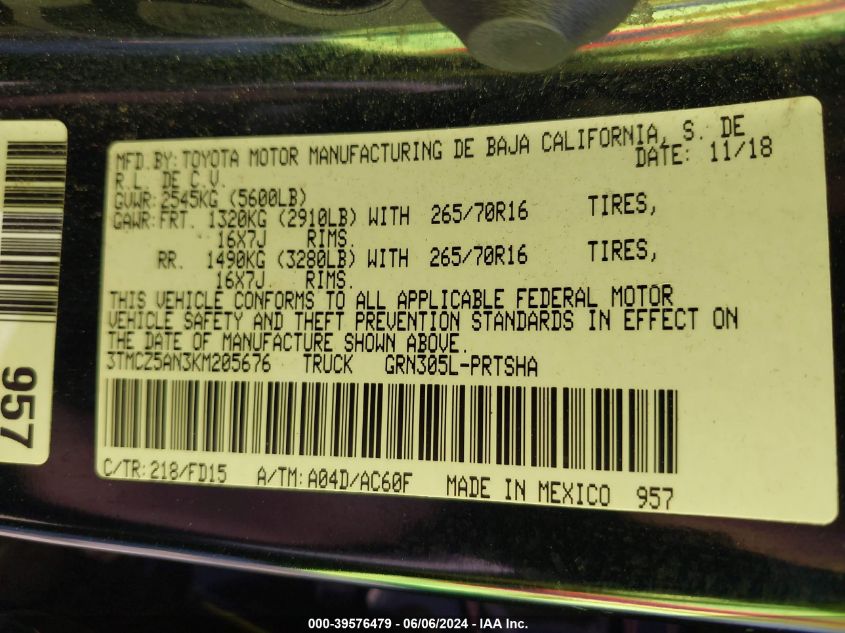 MFD.BY:TOYOTA MOTOR MANUFACTURING DE BAJA CALIFORNIA, S. DE
R.L. DE C.V. DATE: 11/18
GVWR:2545KG (5600LB)
GAWR:FRT. 1320KG (2910LB) WITH 265/70R16 TIRES,
16X7J RIMS.
RR. 1490KG (3280LB) WITH 265/70R16 TIRES,
16X7J RIMS.
THIS VEHICLE CONFORMS TO ALL APPLICABLE FEDERAL MOTOR
VEHICLE SAFETY AND THEFT PREVENTION STANDARDS IN EFFECT ON
THE DATE OF MANUFACTURE SHOWN ABOVE.
3TMCZ5AN3KM205676 TRUCK GRN305L-PRTSHA
C/TR:218/FD15 A/TM:A04D/AC60F MADE IN MEXICO 957
957
000-39576479 - 06/06/2024 - IAA Inc.